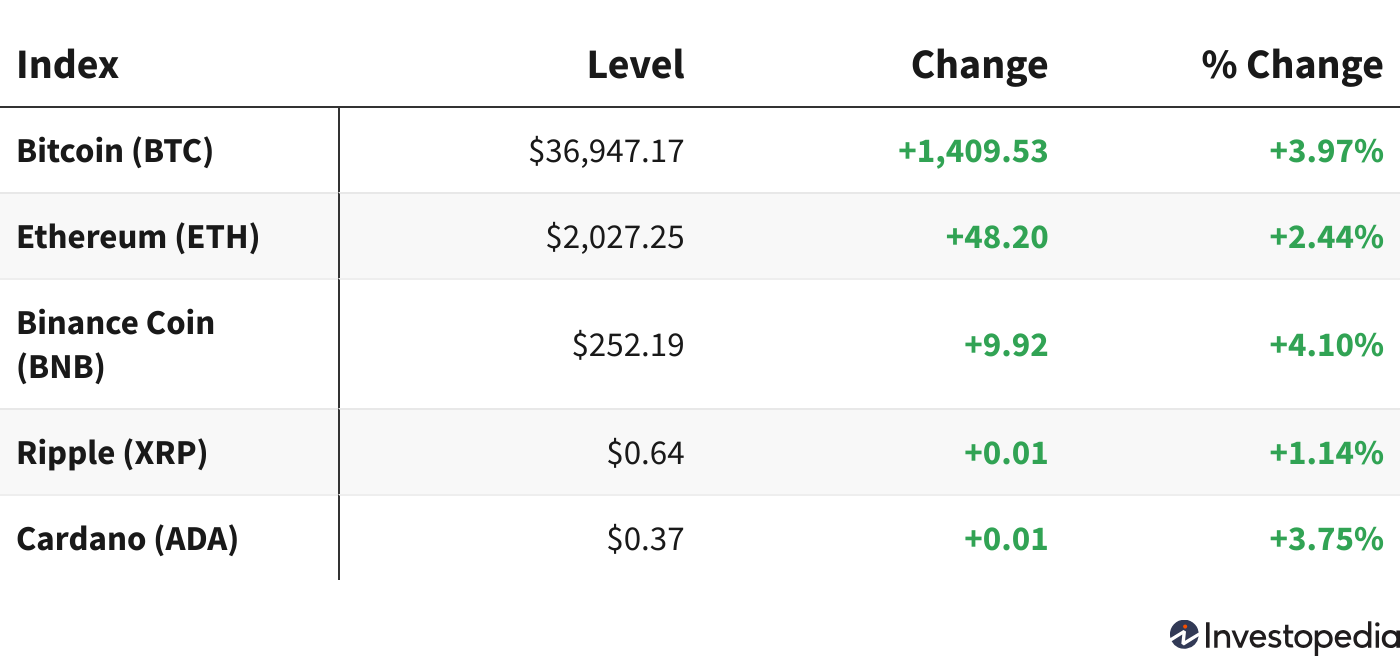 Index Level Change % Change
Bitcoin (BTC) $36,947.17 +1,409.53 +3.97%
Ethereum (ETH) $2,027.25 +48.20 +2.44%
Binance Coin
(BNB) $252.19 +9.92 +4.10%
Ripple (XRP) $0.64 +0.01 +1.14%
Cardano (ADA) $0.37 +0.01 +3.75%
Investopedia